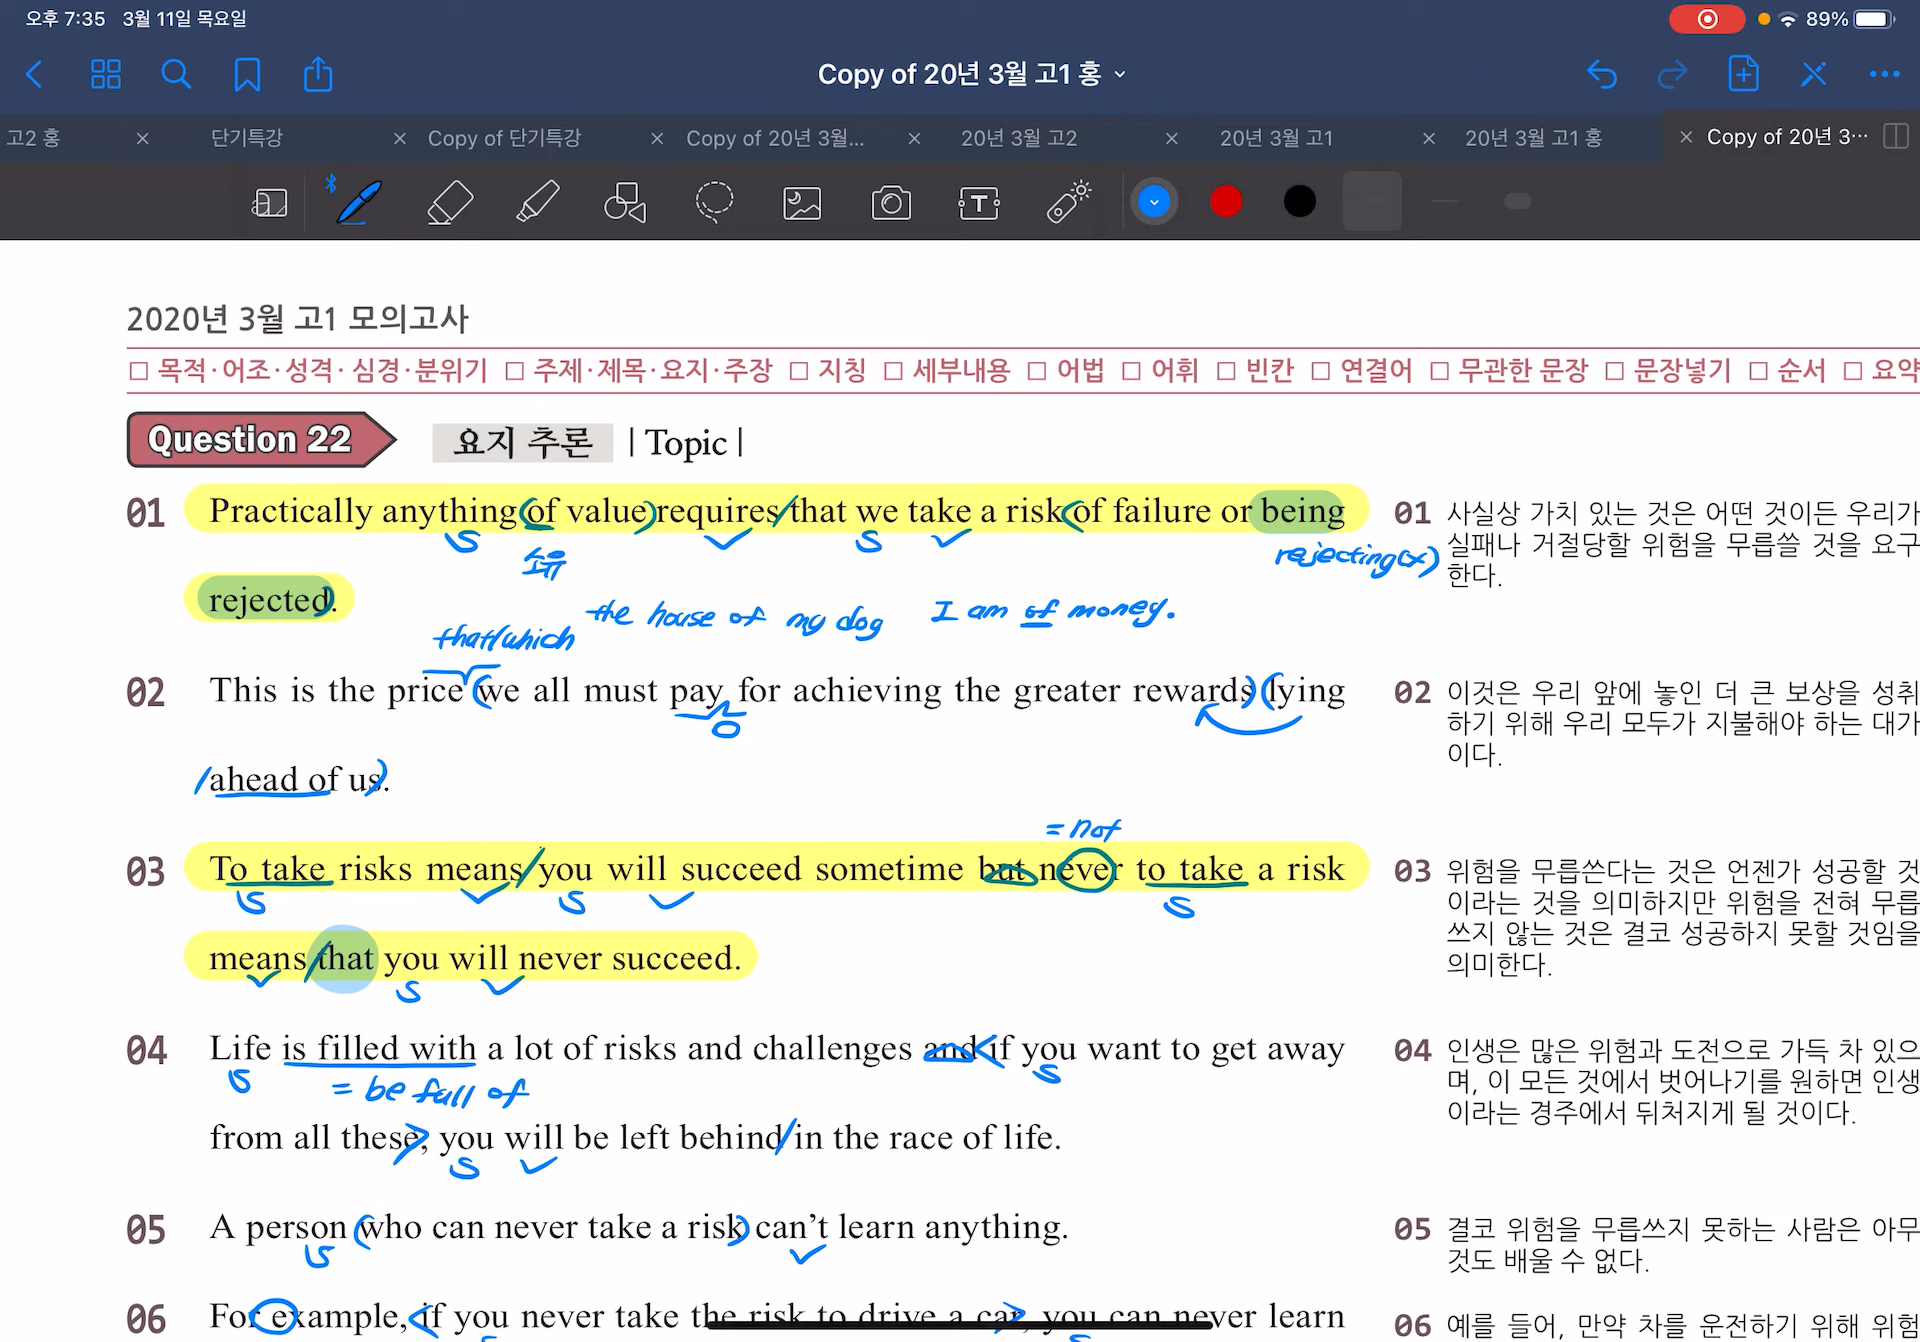 오후 7:35 3월 11일 목요일 89%
Copy of 20년 3월 고1 홍
고2 홍 단기특강 Copy of 단기특강 Copy of 20년 3월... 20년 3월 고2 20년 3월 고1 20년 3월 고1 홍 Copy of 20년 3...
2020년 3월 고1 모의고사
□ 목적·어조·성격·심경·분위기 □ 주제·제목·요지·주장 □ 지칭 □ 세부내용 □ 어법 □ 어휘 □ 빈칸 □ 연결어 □ 무관한 문장 □ 문장넣기 □ 순서 □ 요약
Question 22 요지 추론 | Topic |
01 Practically anything of value requires that we take a risk of failure or being
S S
소유 rejecting(x)
rejected.
the house of my dog I am of money.
that/which
02 This is the price we all must pay for achieving the greater rewards lying
O
ahead of us.
= not
03 To take risks means you will succeed sometime but never to take a risk
S S S
means that you will never succeed.
S
04 Life is filled with a lot of risks and challenges and if you want to get away
S = be full of S
from all these, you will be left behind in the race of life.
S
05 A person who can never take a risk can't learn anything.
S
06 For example, if you never take the risk to drive a car, you can never learn
01 사실상 가치 있는 것은 어떤 것이든 우리가
실패나 거절당할 위험을 무릅쓸 것을 요구
한다.
02 이것은 우리 앞에 놓인 더 큰 보상을 성취
하기 위해 우리 모두가 지불해야 하는 대가
이다.
03 위험을 무릅쓴다는 것은 언젠가 성공할 것
이라는 것을 의미하지만 위험을 전혀 무릅
쓰지 않는 것은 결코 성공하지 못할 것임을
의미한다.
04 인생은 많은 위험과 도전으로 가득 차 있으
며, 이 모든 것에서 벗어나기를 원하면 인생
이라는 경주에서 뒤처지게 될 것이다.
05 결코 위험을 무릅쓰지 못하는 사람은 아무
것도 배울 수 없다.
06 예를 들어, 만약 차를 운전하기 위해 위험